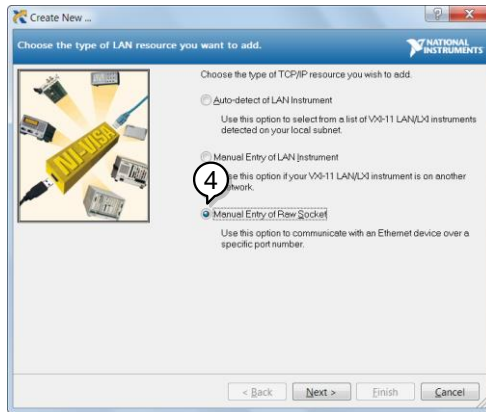 Create New ...
Choose the type of LAN resource you want to add.
NATIONAL
INSTRUMENTS
NI-VISA
Choose the type of TCP/IP resource you wish to add.
Auto-detect of LAN Instrument
Use this option to select from a list of VXI-11 LAN/LXI instruments
detected on your local subnet.
Manual Entry of LAN Instrument
this option if your VXI-11 LAN/LXI instrument is on another
4
Manual Entry of Raw Socket
Use this option to communicate with an Ethernet device over a
specific port number.
< Back
Next >
Finish
Cancel